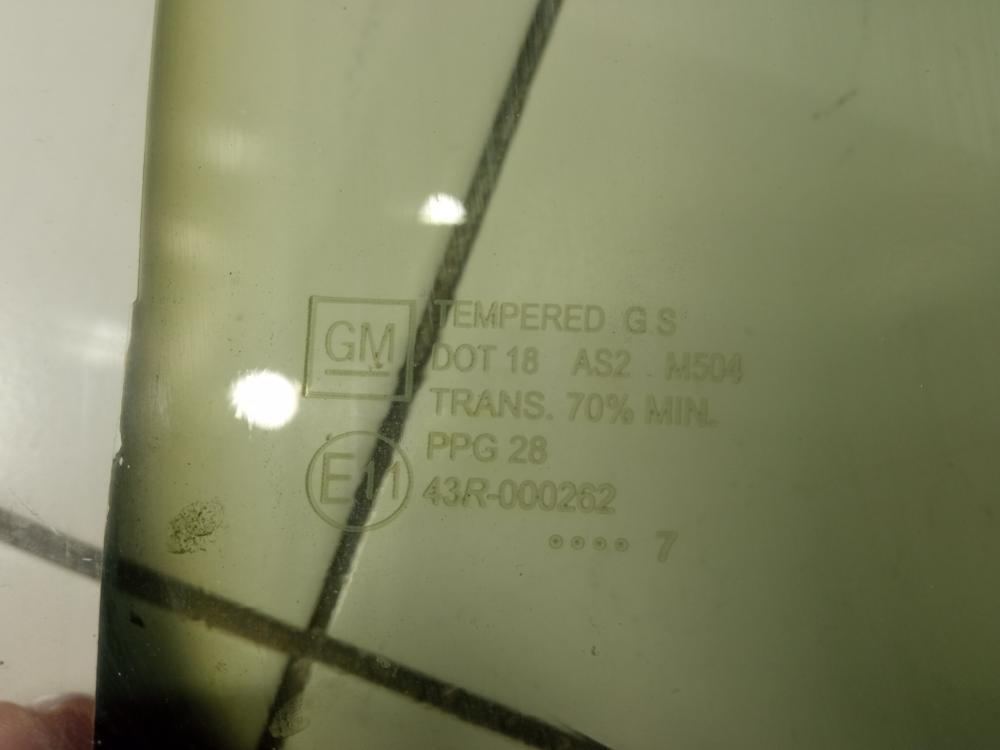 GM
TEMPERED G S
DOT 18 AS2 M504
TRANS. 70% MIN.
PPG 28
E11
43R-000262
7